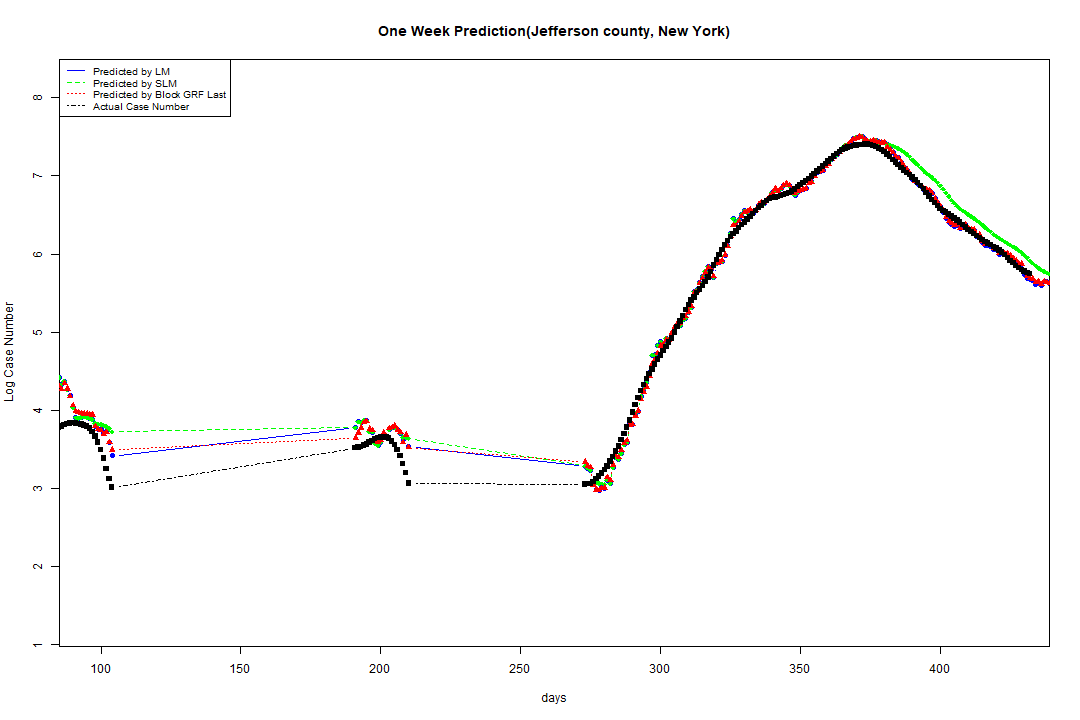 One Week Prediction(Jefferson county, New York)
Predicted by LM
Predicted by SLM
Predicted by Block GRF Last
Actual Case Number
8
7
6
5
4
3
2
1
Log Case Number
100 150 200 250 300 350 400
days